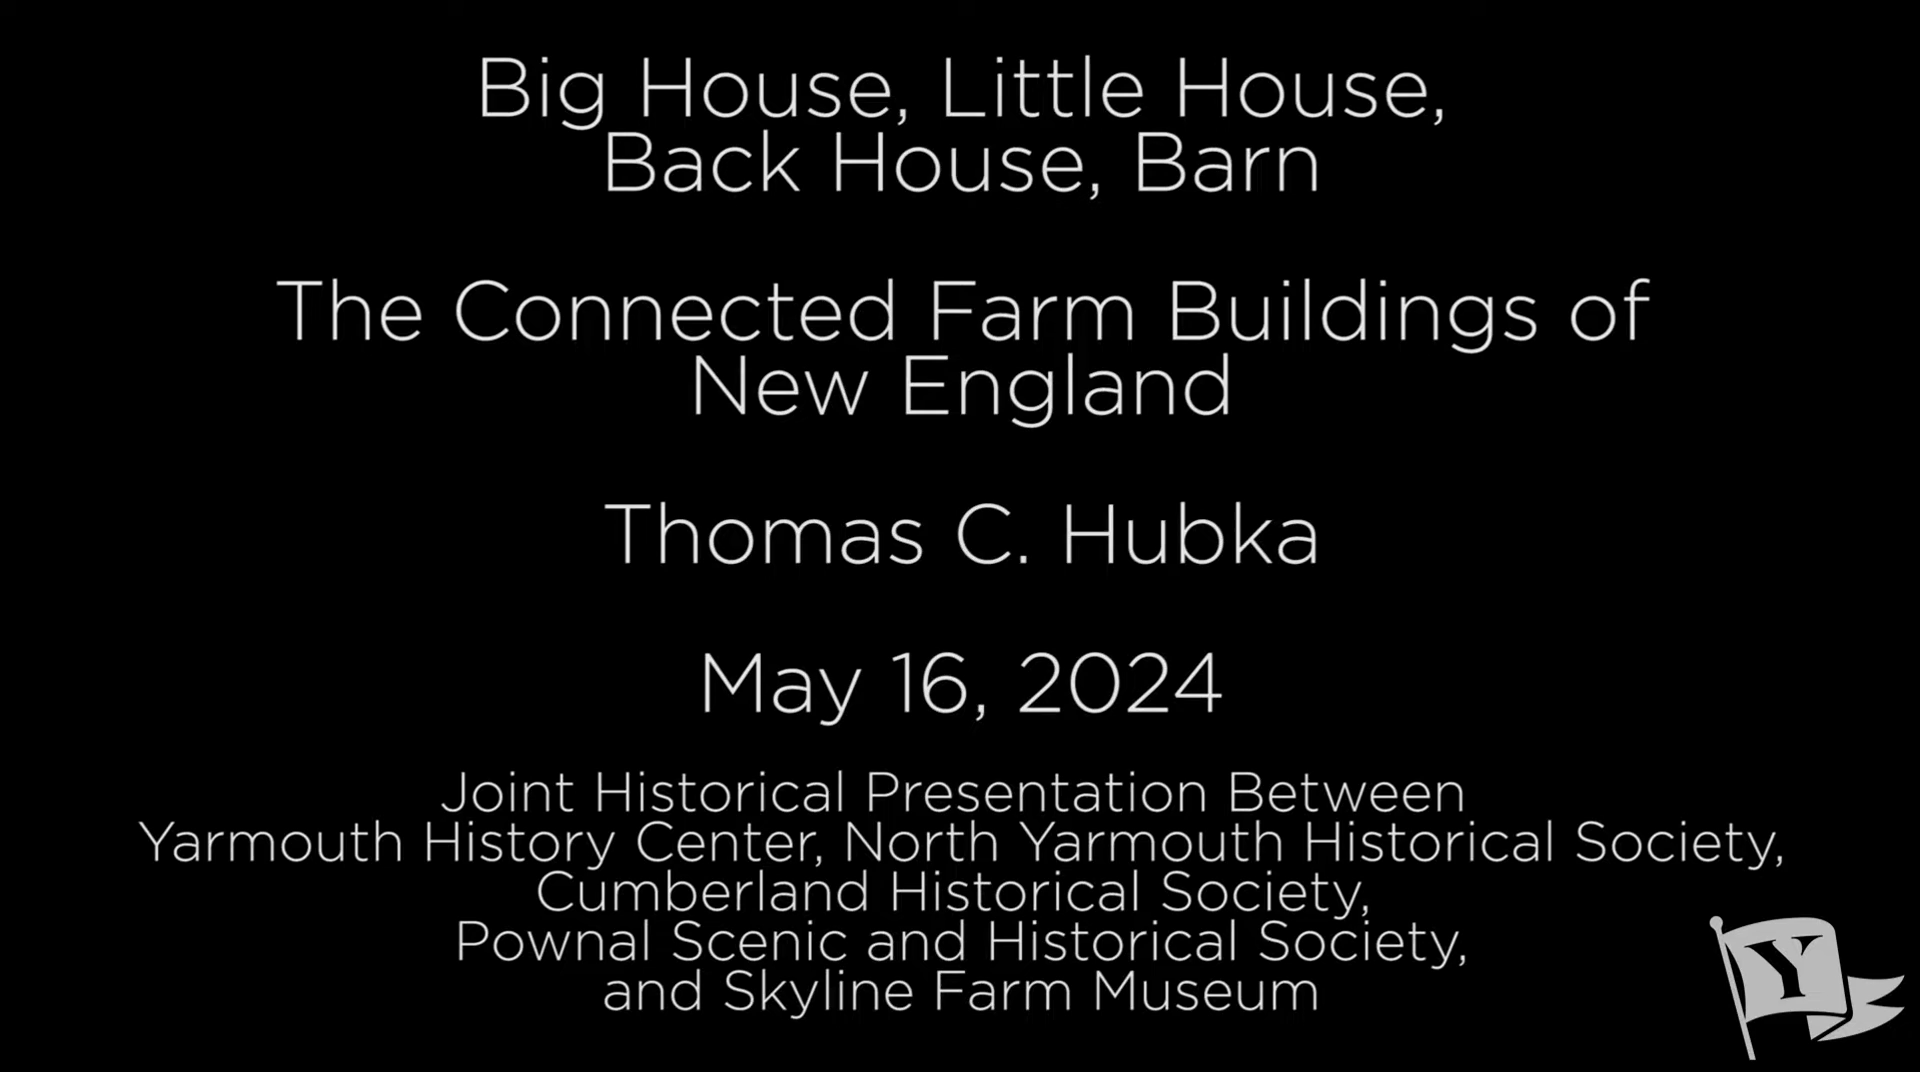 Big House, Little House,
Back House, Barn
The Connected Farm Buildings of
New England
Thomas C. Hubka
May 16, 2024
Joint Historical Presentation Between
Yarmouth History Center, North Yarmouth Historical Society,
Cumberland Historical Society,
Pownal Scenic and Historical Society,
and Skyline Farm Museum
Y